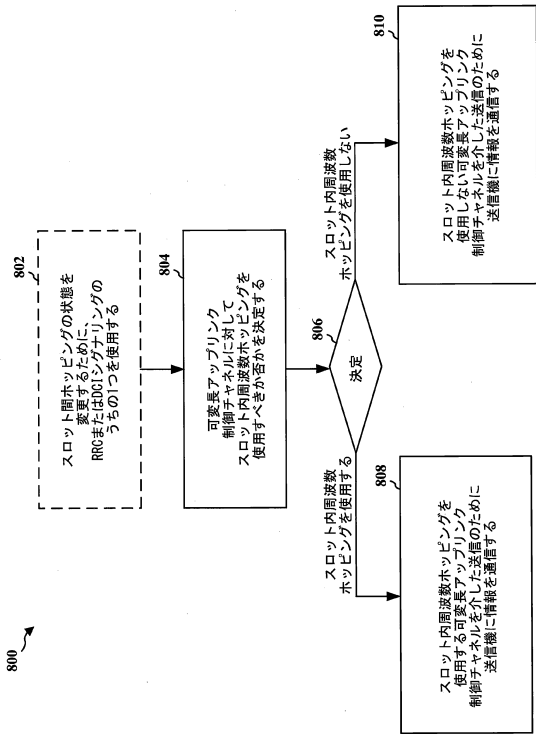 800
802
スロット間ホッピングの状態を
変更するために、
RRCまたはDCIシグナリングの
うちの1つを使用する
804
可変長アップリンク
制御チャネルに対して
スロット内周波数ホッピングを
使用すべきか否かを決定する
806
決定
スロット内周波数
ホッピングを使用する
スロット内周波数
ホッピングを使用しない
808
スロット内周波数ホッピングを
使用する可変長アップリンク
制御チャネルを介した送信のために
送信機に情報を通信する
810
スロット内周波数ホッピングを
使用しない可変長アップリンク
制御チャネルを介した送信のために
送信機に情報を通信する